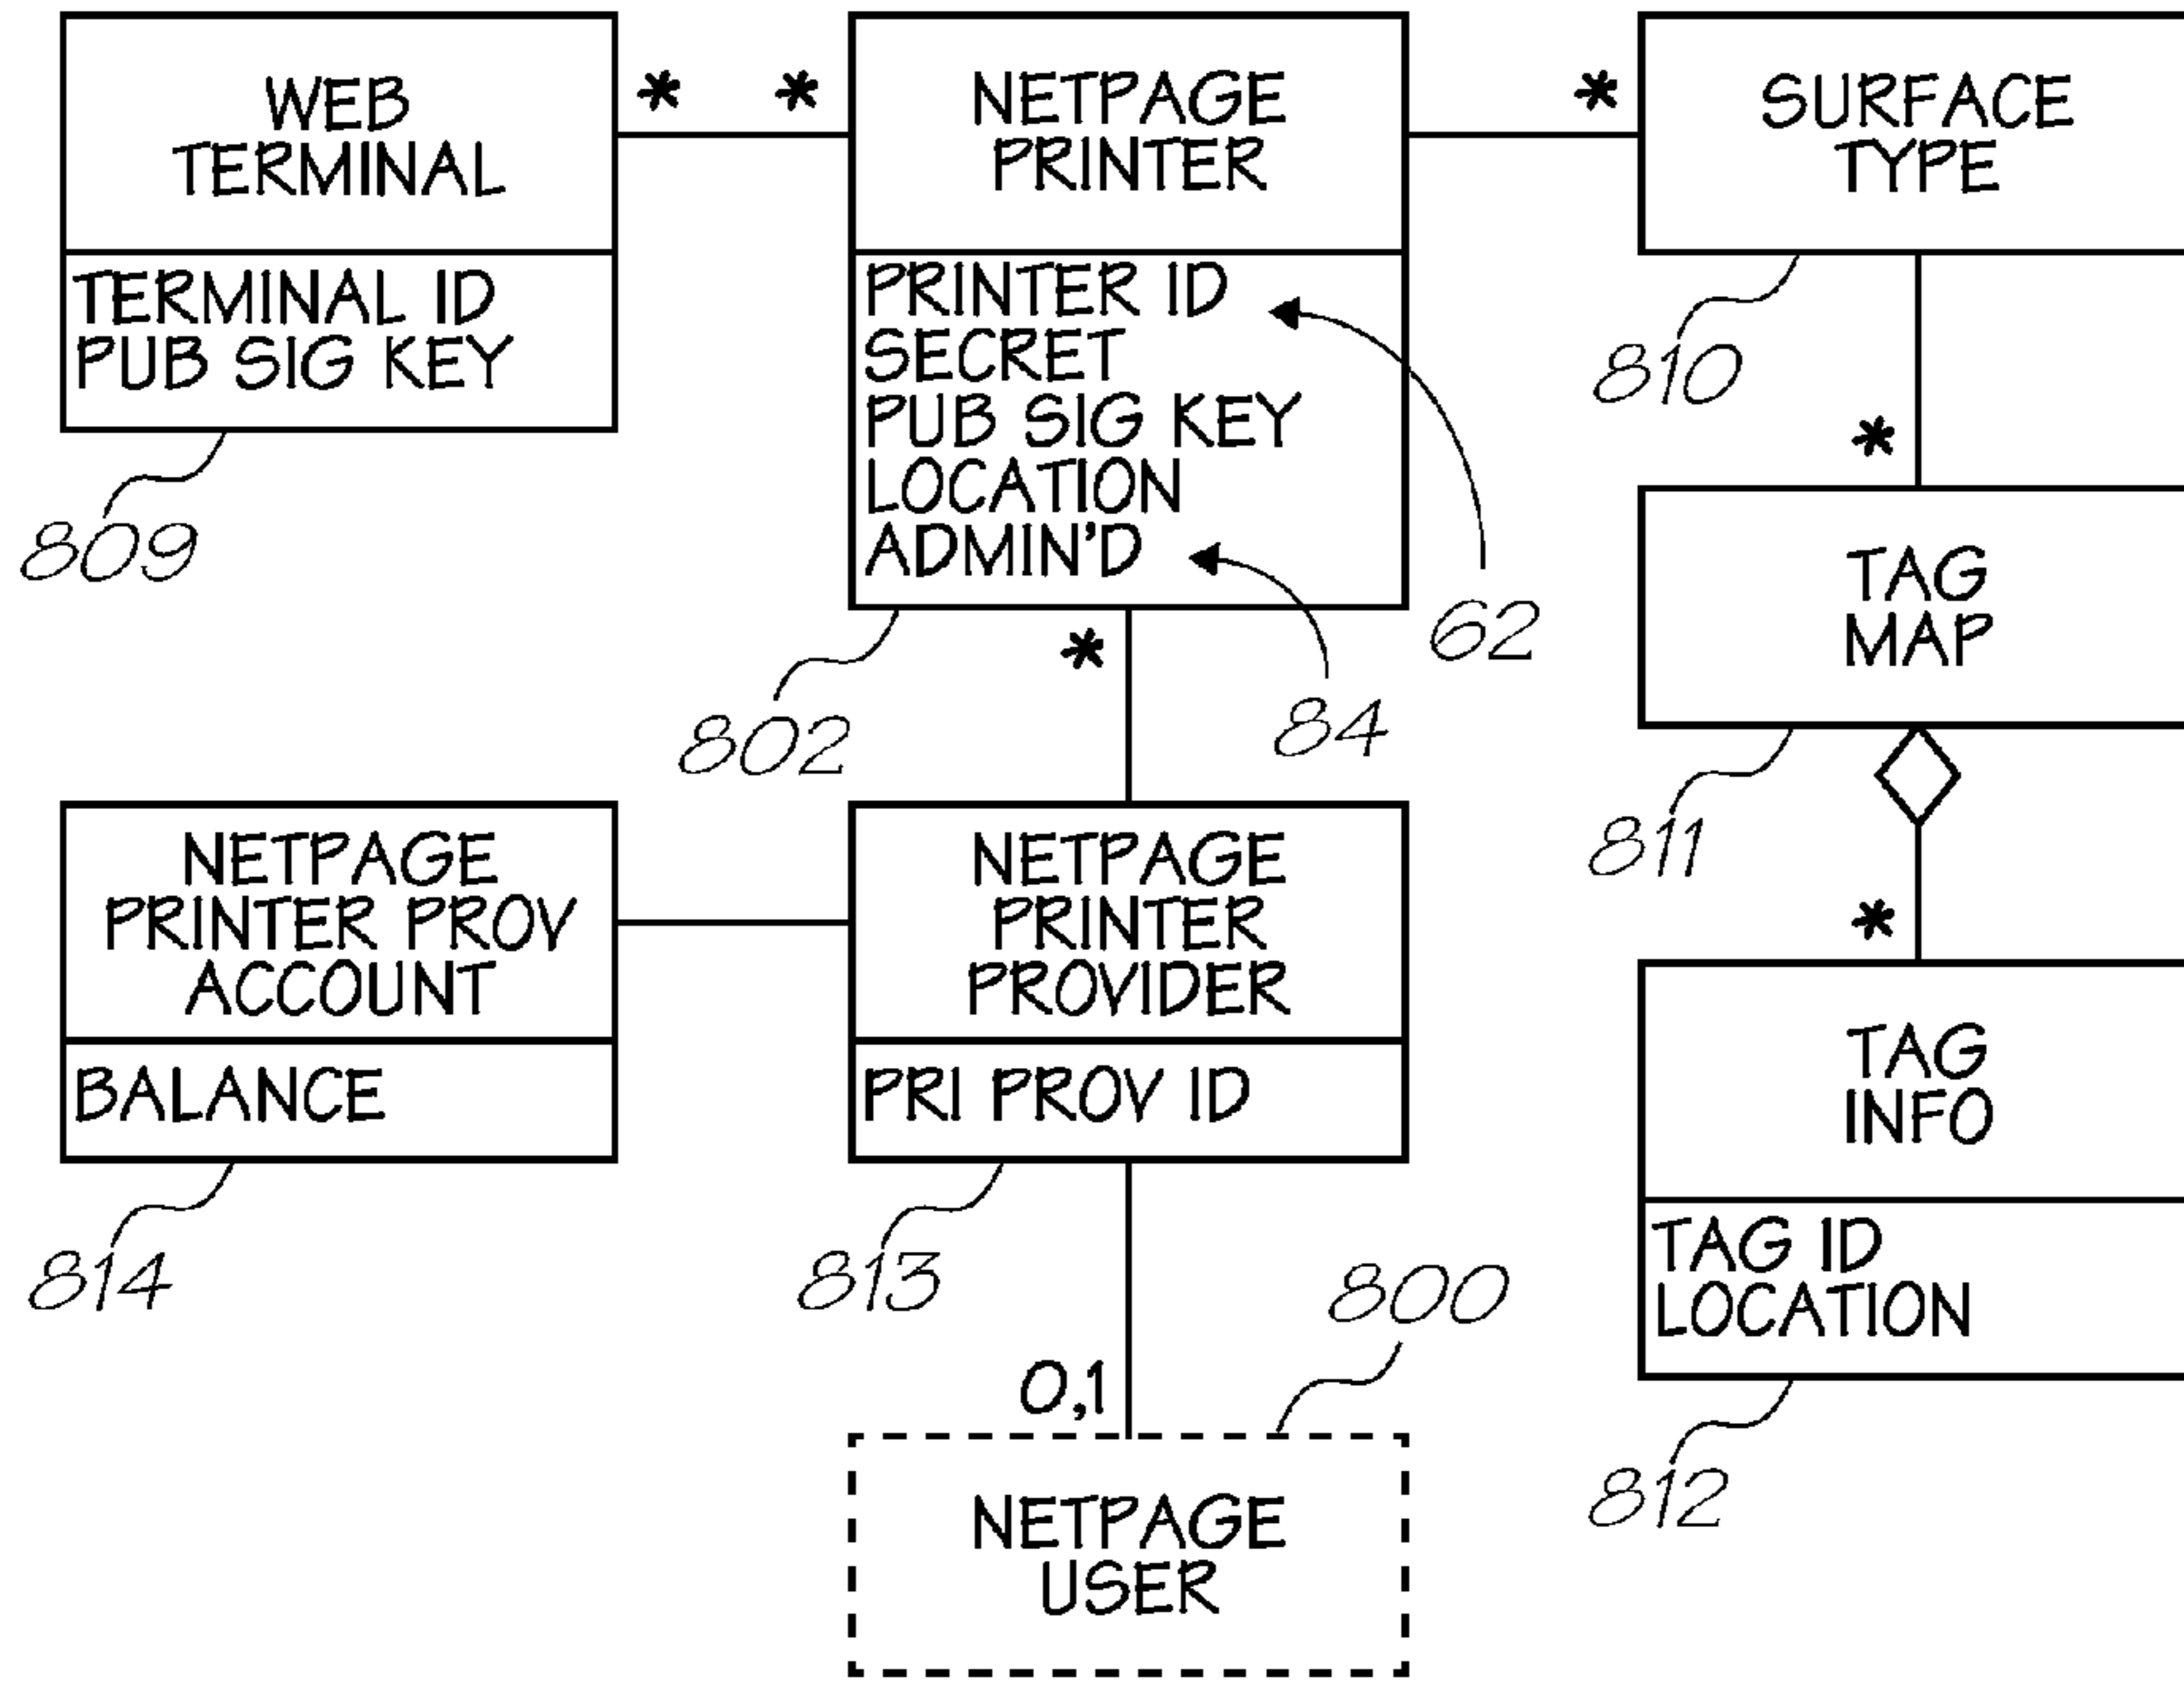 WEB
TERMINAL
TERMINAL ID
PUB SIG KEY
809
*
*
NETPAGE
PRINTER
PRINTER ID
SECRET
PUB SIG KEY
LOCATION
ADMIN'D
62
84
802
*
*
SURFACE
TYPE
810
*
TAG
MAP
811
*
TAG
INFO
TAG ID
LOCATION
812
NETPAGE
PRINTER PROV
ACCOUNT
BALANCE
814
NETPAGE
PRINTER
PROVIDER
PRI PROV ID
813
800
0,1
NETPAGE
USER